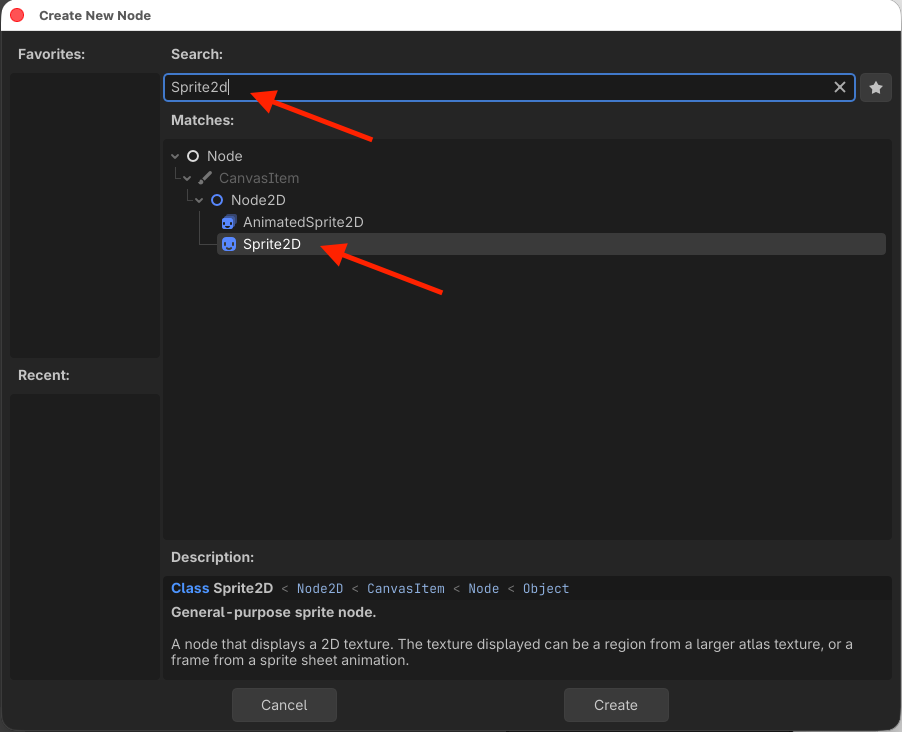 Create New Node
Favorites:
Search:
Sprite2d
Matches:
Node
CanvasItem
Node2D
AnimatedSprite2D
Sprite2D
Recent:
Description:
Class Sprite2D < Node2D < CanvasItem < Node < Object
General-purpose sprite node.
A node that displays a 2D texture. The texture displayed can be a region from a larger atlas texture, or a
frame from a sprite sheet animation.
Cancel
Create